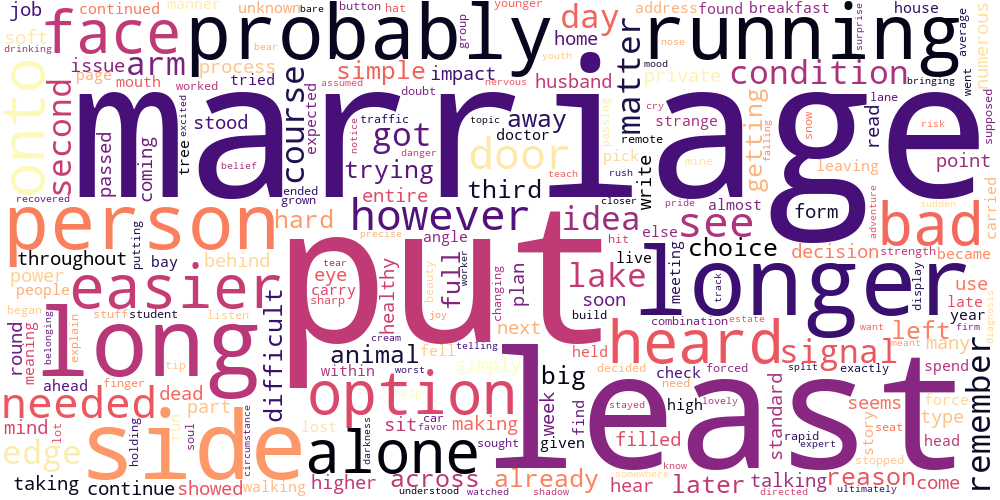 job
continued
manner
unknown
bare
button
hat
group
younger
address
found
breakfast
house
average
numerous
soft
drinking
face
probably
running
day
surprise
issue
arm
process
bear
youth
home
nose
matter
onto
page
mouth
worked
tried
simple
impact
assumed
nervous
husband
mood
private
condition
bringing
went
second
marriage
excited
tree
course
expected
doubt
traffic
topic
away
cry
lane
supposed
passed
stood
notice
got
doctor
strange
snow
read
risk
coming
belief
trying
danger
door
passing
remote
getting
falling
recovered
ended
grown
entire
teach
rush
pick
mine
leaving
point
third
closer
write
pride
almost
form
adventure
sudden
carried
person
hard
however
idea
see
bad
precise
angle
hit
else
throughout
putting
bay
behind
tear
eye
worker
full
live
choice
decision
strength
became
power
people
easier
carry
sharp
healthy
beauty
changing
plan
lake
soon
meeting
track
longer
display
use
late
year
diagnosis
began
stuff
student
listen
put
joy
build
combination
estate
want
firm
round
meaning
belonging
explain
long
difficult
cream
telling
next
held
heard
signal
left
meant
many
tip
animal
fell
simply
decided
split
exactly
ahead
finger
within
worst
big
check
forced
spend
needed
dead
option
keip
week
given
need
high
least
standard
seems
type
force
remember
mind
lot
part
run
circumstance
lost
sit
car
favor
making
find
stayed
lovely
filled
rapid
expert
story
seat
head
edge
holding
soul
side
alone
darkness
sought
somewhere
know
stopped
taking
continue
showed
walking
higher
across
already
hear
later
talking
reason
come
understood
watched
shadow
directed
ultimately